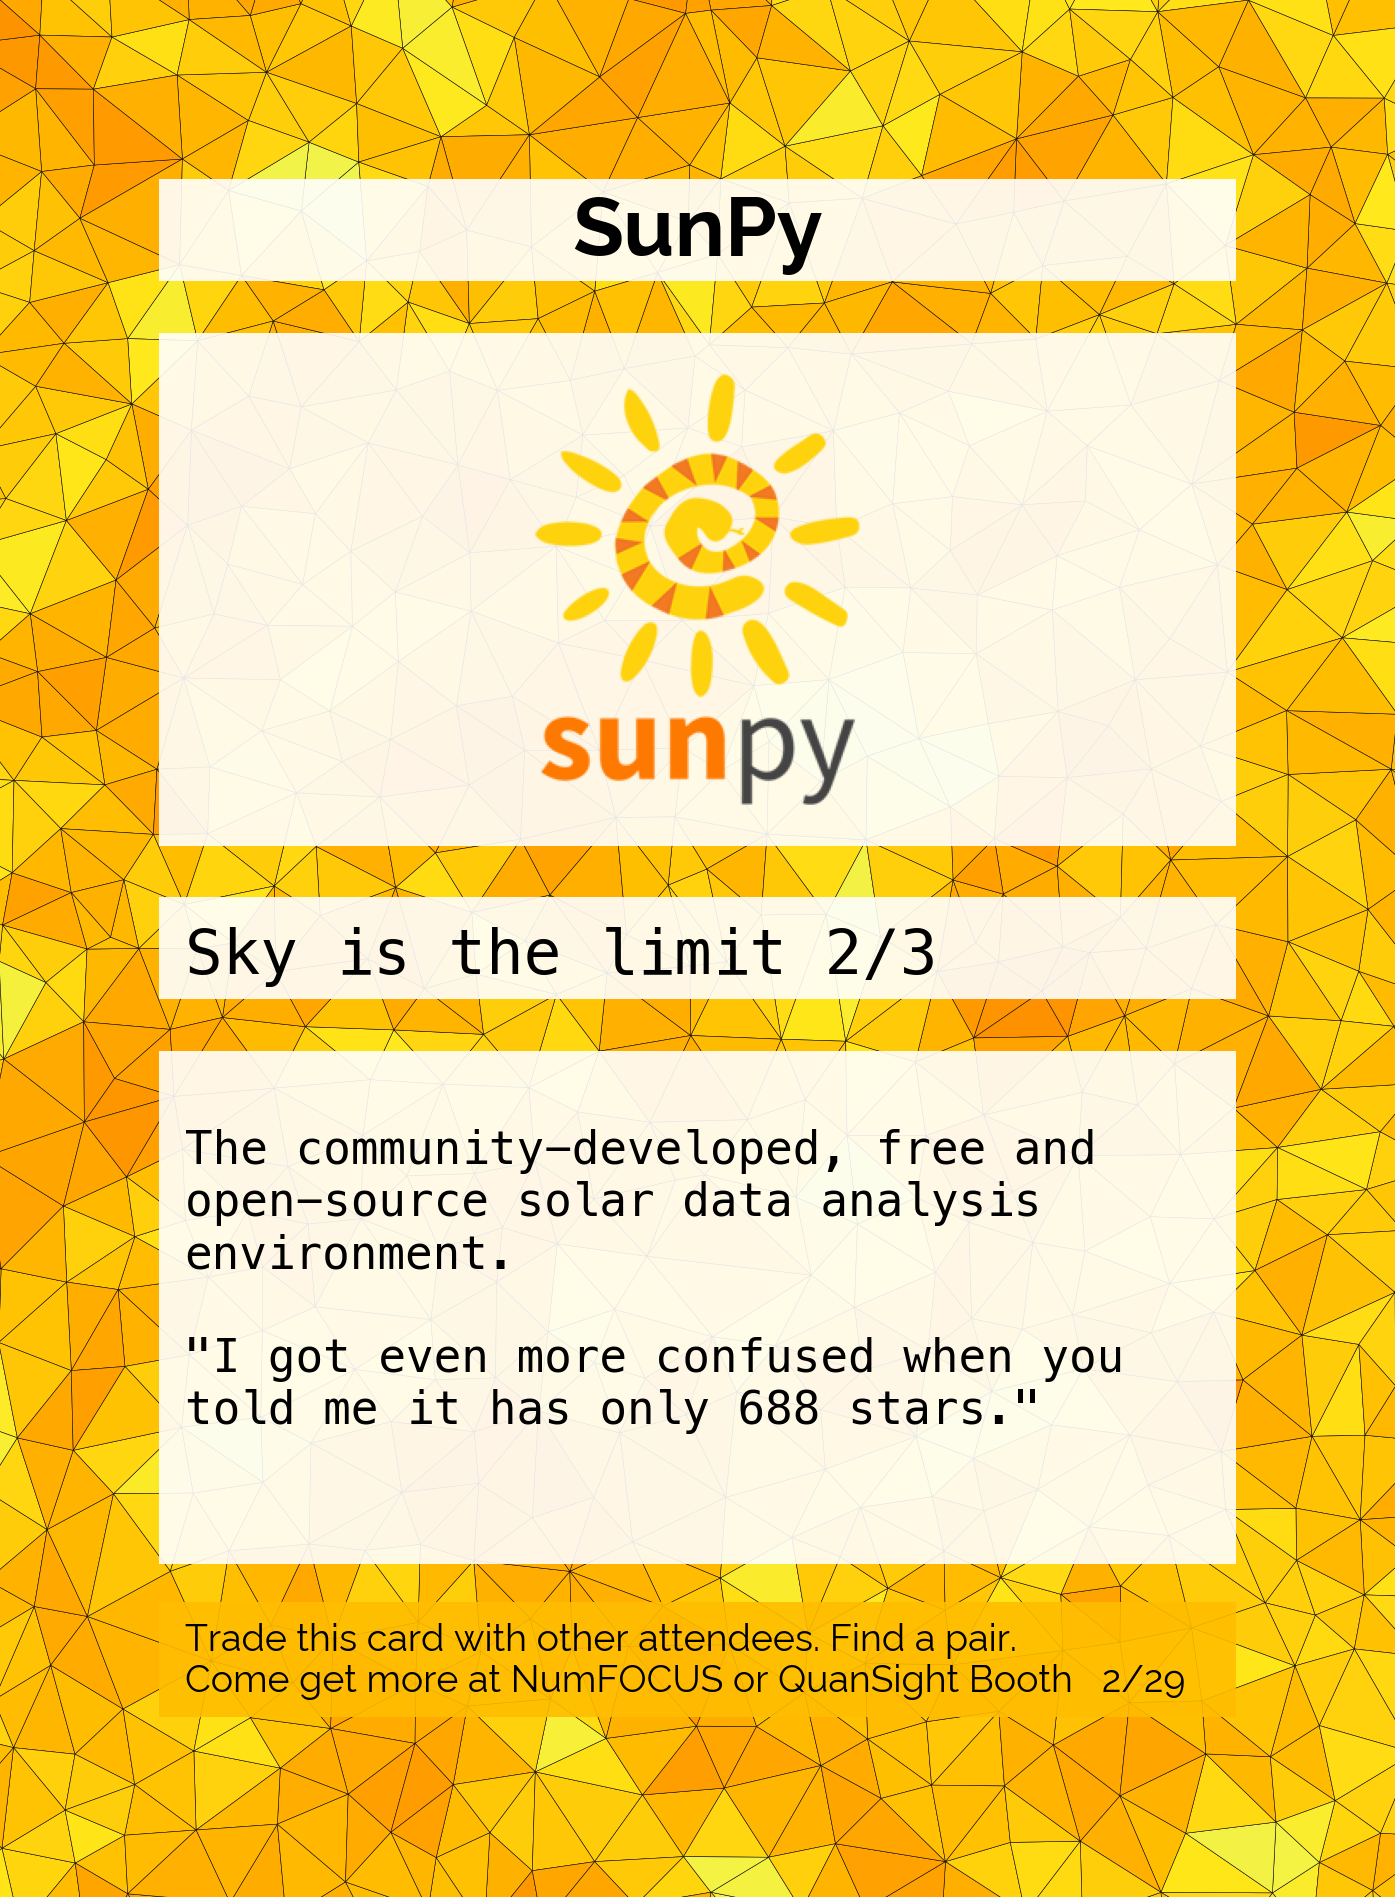 SunPy
sunpy
Sky is the limit 2/3
The community-developed, free and
open-source solar data analysis
environment.
"I got even more confused when you
told me it has only 688 stars."
Trade this card with other attendees. Find a pair.
Come get more at NumFOCUS or QuanSight Booth 2/29